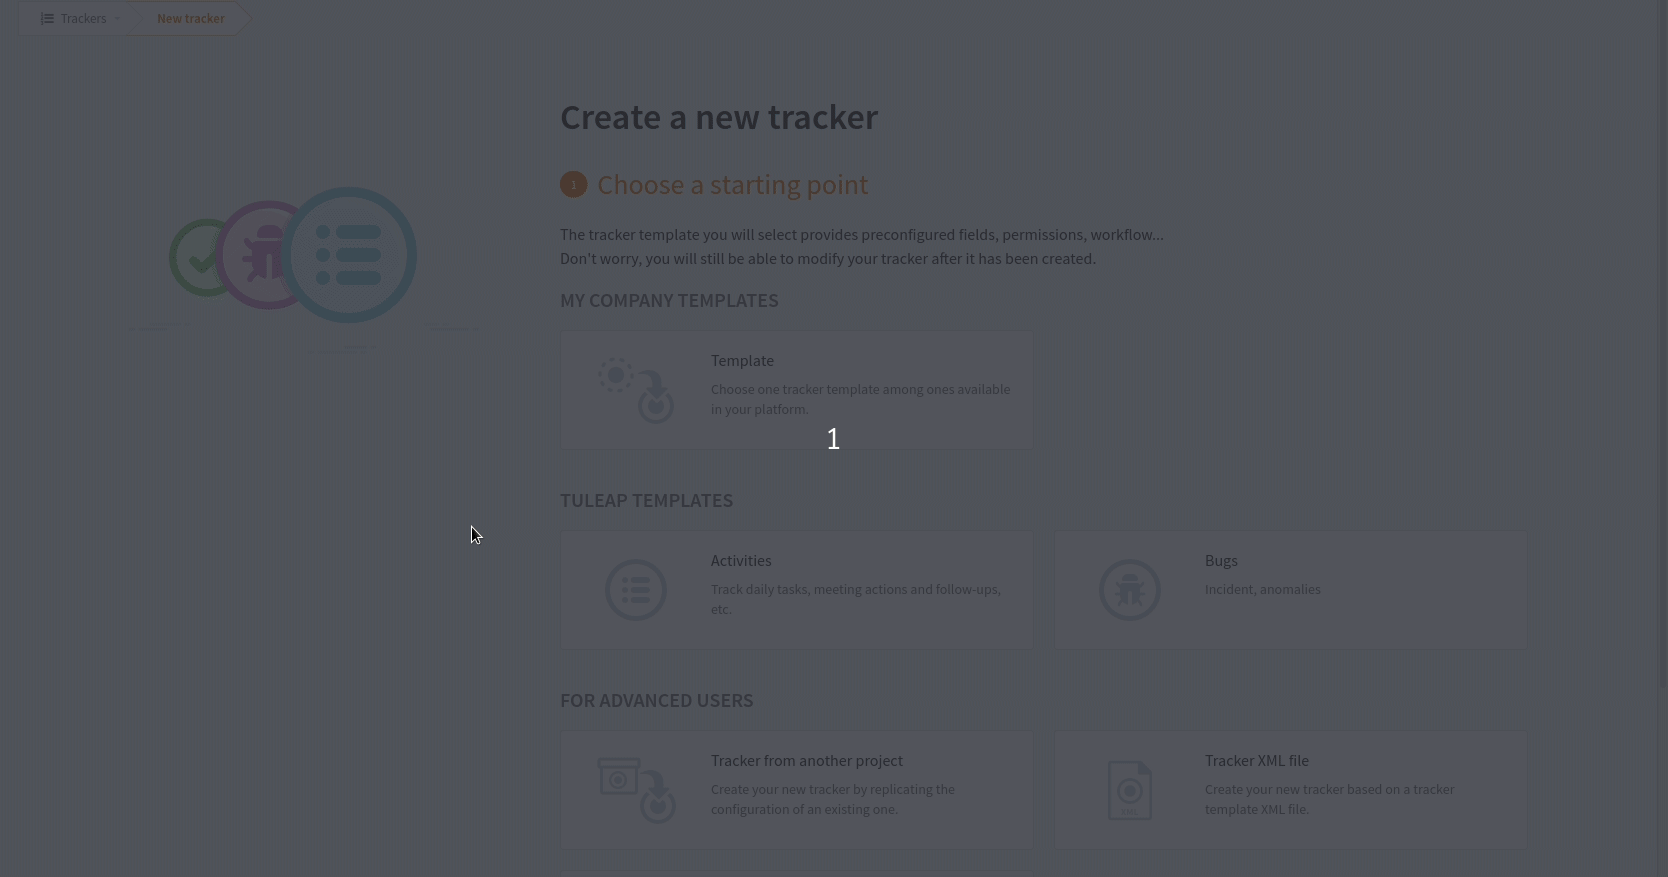 Trackers
New tracker
Create a new tracker
1 Choose a starting point
The tracker template you will select provides preconfigured fields, permissions, workflow...
Don't worry, you will still be able to modify your tracker after it has been created.
MY COMPANY TEMPLATES
Template
Choose one tracker template among ones available
in your platform.
1
TULEAP TEMPLATES
Activities
Track daily tasks, meeting actions and follow-ups,
etc.
Bugs
Incident, anomalies
FOR ADVANCED USERS
Tracker from another project
Create your new tracker by replicating the
configuration of an existing one.
Tracker XML file
Create your new tracker based on a tracker
template XML file.